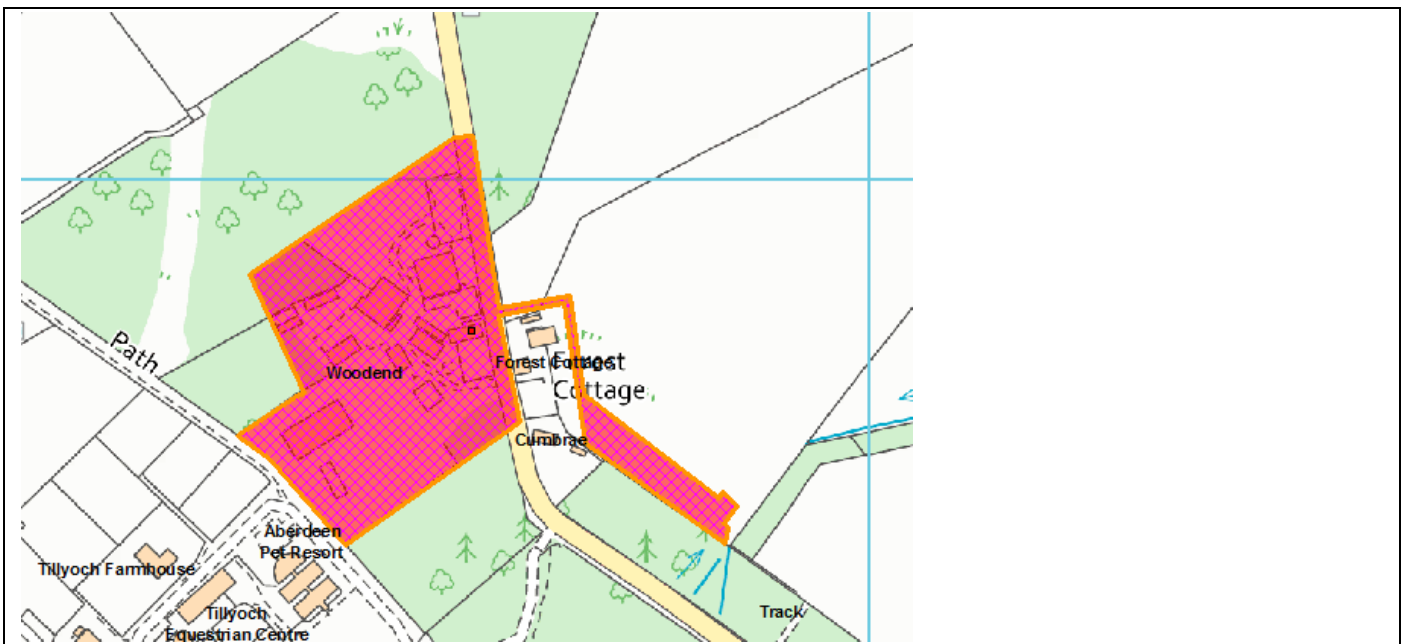 Path
Woodend
Forest Cottage
Forest
Cottage
Cumbrae
Aberdeen
Pet Resort
Tillyoch Farmhouse
Tillyoch
Equestrian Centre
Track